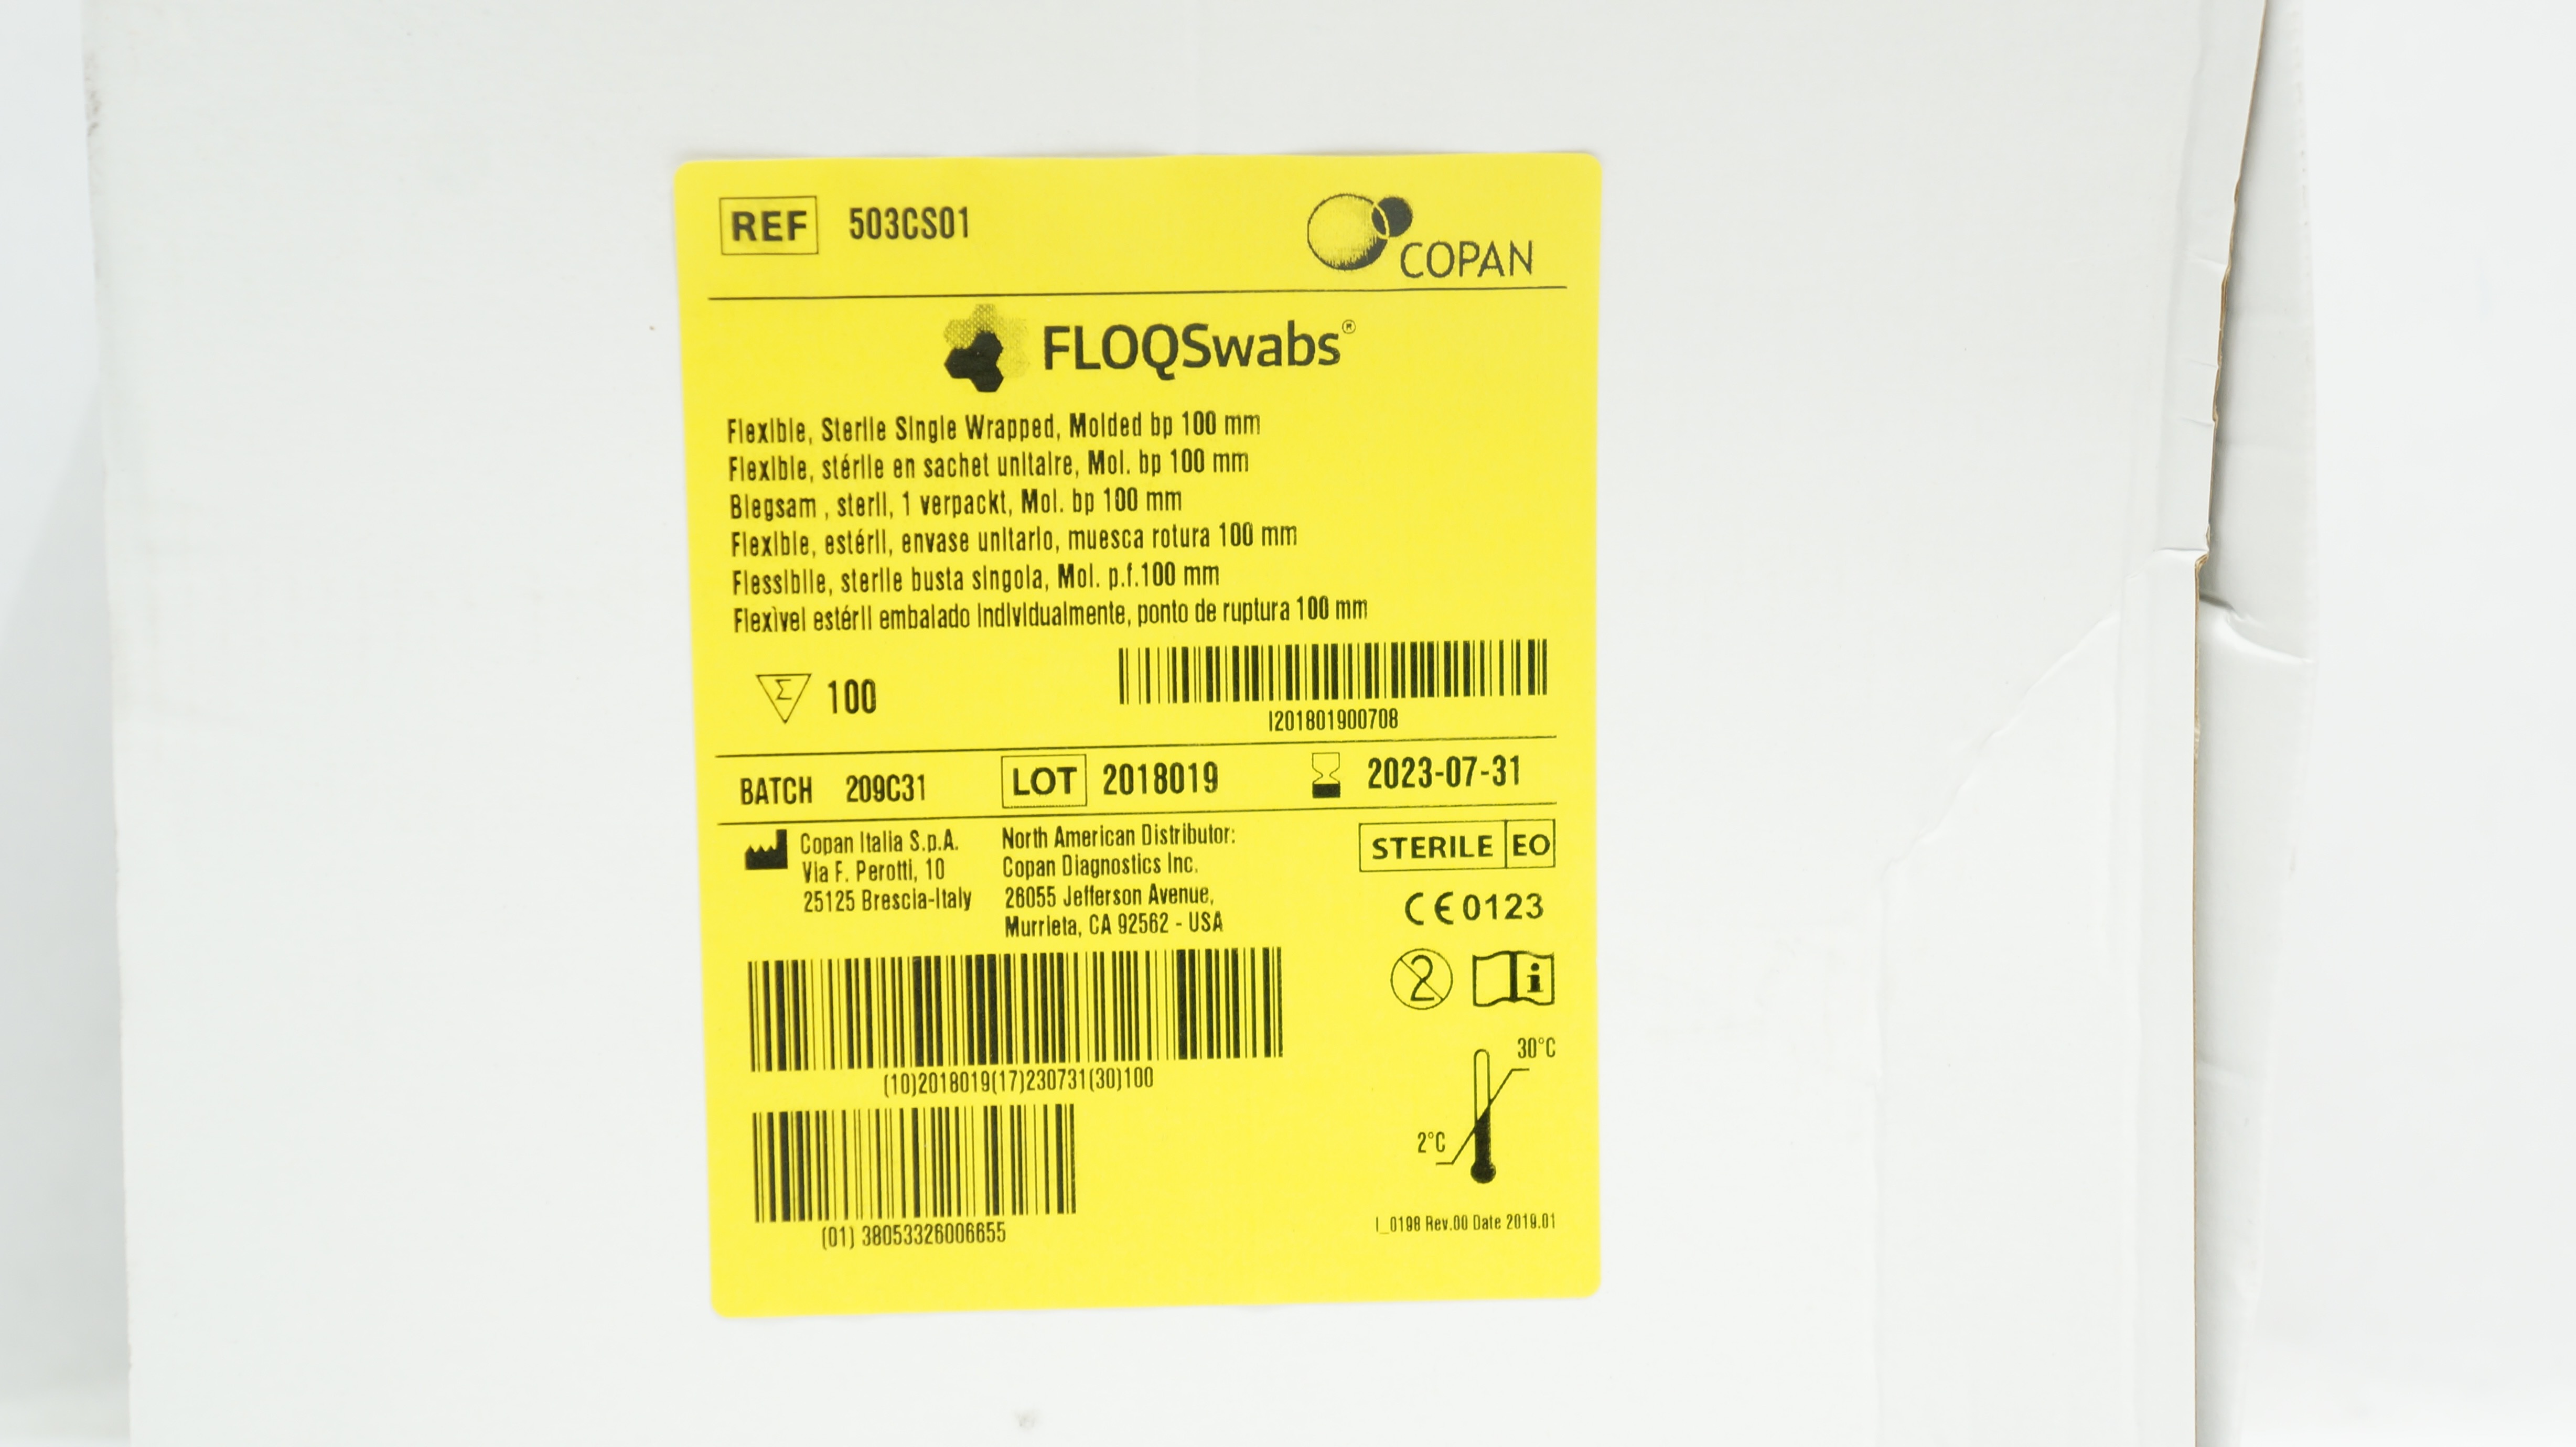 REF 503CS01
COPAN
FLOQSwabs®
Flexible, Sterile Single Wrapped, Molded bp 100 mm
Flexible, stérile en sachet unitaire, Mol. bp 100 mm
Biegsam , steril, 1 verpackt, Mol. bp 100 mm
Flexible, estéril, envase unitario, muesca rotura 100 mm
Flessibile, sterile busta singola, Mol. p.f.100 mm
Flexìvel estéril embalado individualmente, ponto de ruptura 100 mm
Σ 100
I201801900708
BATCH 209C31 LOT 2018019 2023-07-31
Copan Italia S.p.A.
Via F. Perotti, 10
25125 Brescia-Italy
North American Distributor:
Copan Diagnostics Inc.
26055 Jefferson Avenue,
Murrieta, CA 92562 - USA
STERILE EO
CE 0123
2 i
(10)2018019(17)230731(30)100
30°C
2°C
(01) 38053326006655
I_0198 Rev.00 Date 2019.01